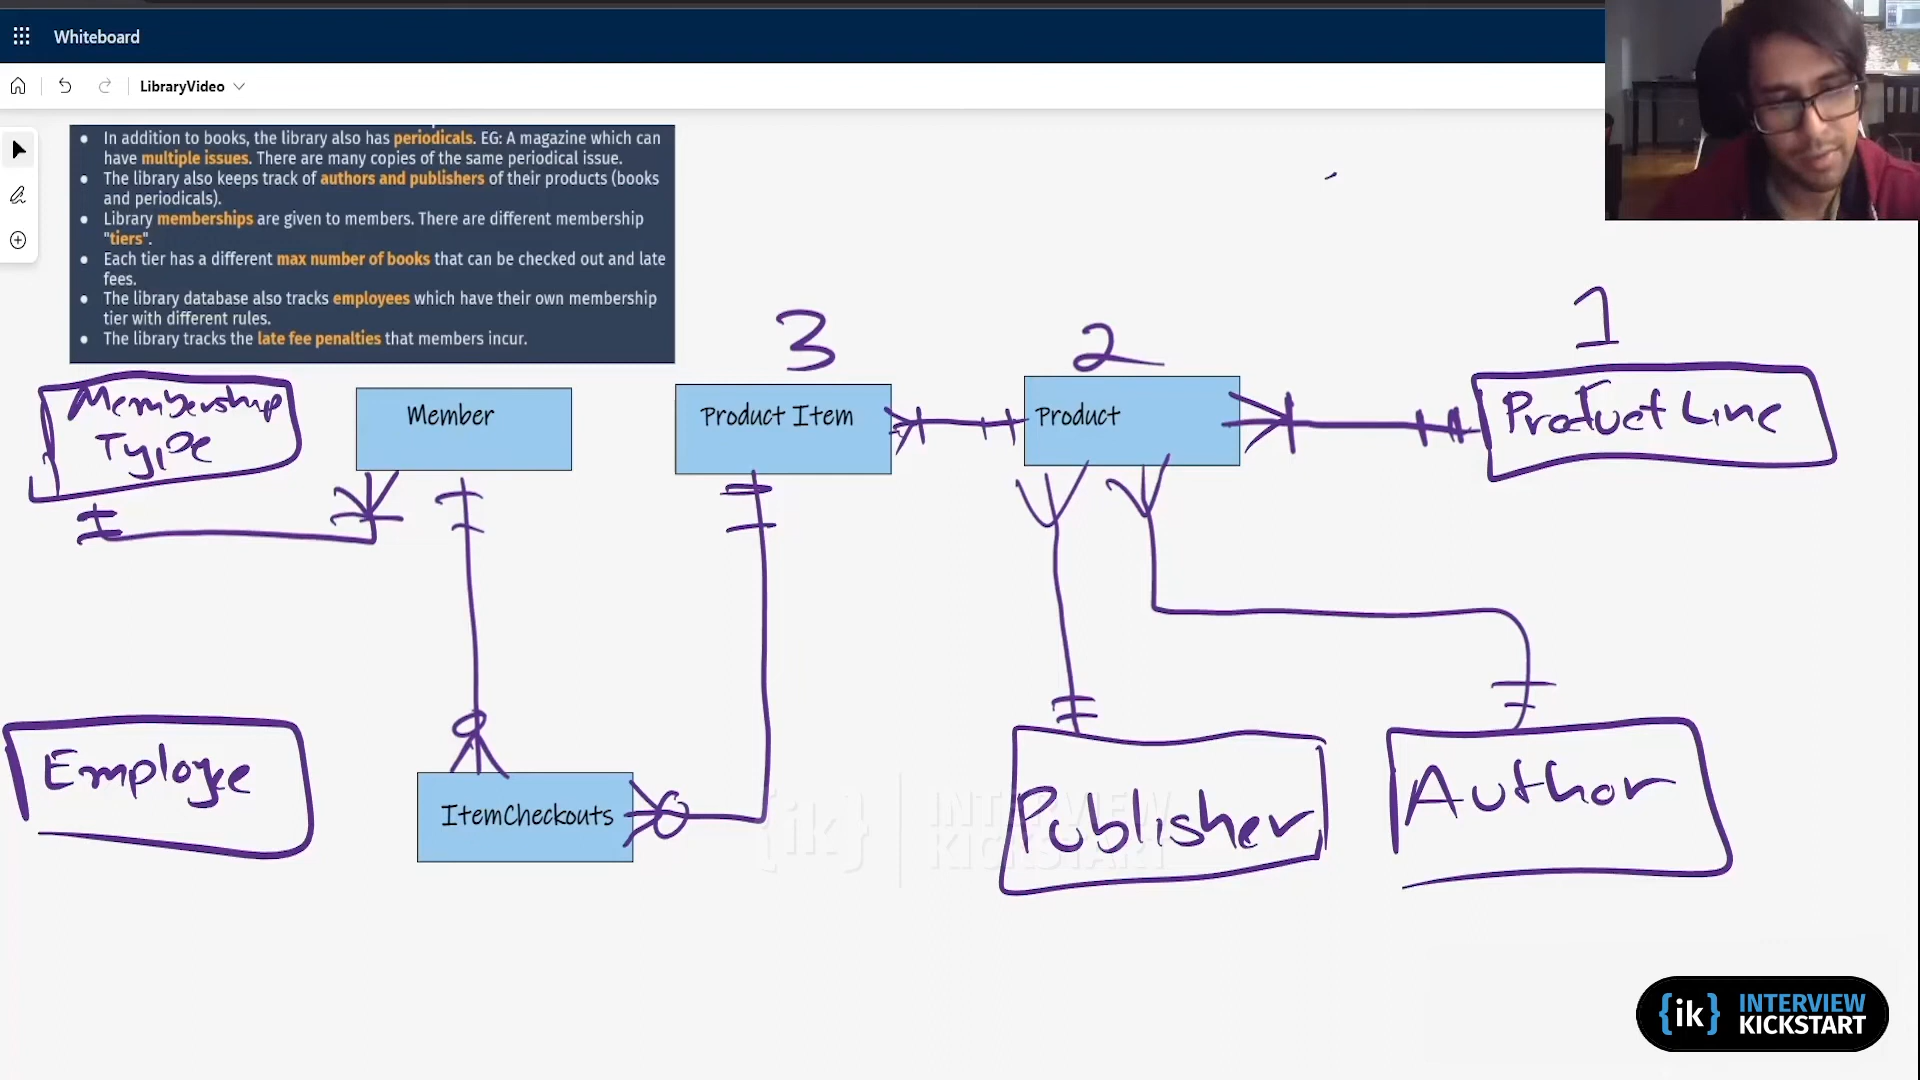 Whiteboard
LibraryVideo
In addition to books, the library also has periodicals. EG: A magazine which can
have multiple issues. There are many copies of the same periodical issue.
The library also keeps track of authors and publishers of their products (books
and periodicals).
Library memberships are given to members. There are different membership
"tiers".
Each tier has a different max number of books that can be checked out and late
fees.
The library database also tracks employees which have their own membership
tier with different rules.
The library tracks the late fee penalties that members incur.
3
2
1
Membership
Type
Member
Product Item
Product
Product Line
Employee
ItemCheckouts
Publisher
Author
{ik} INTERVIEW
KICKSTART
{ik} INTERVIEW
KICKSTART